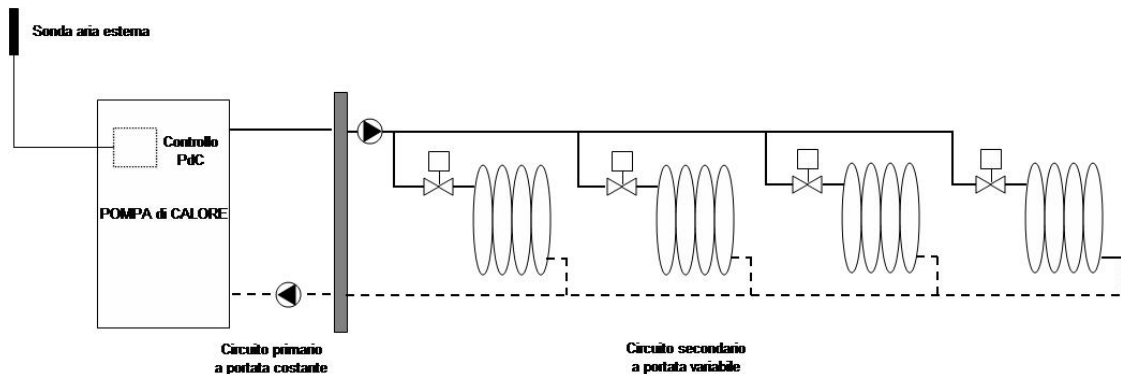 Sonda aria esterna
Controllo
PdC
POMPA di CALORE
Circuito primario
a portata costante
Circuito secondario
a portata variabile